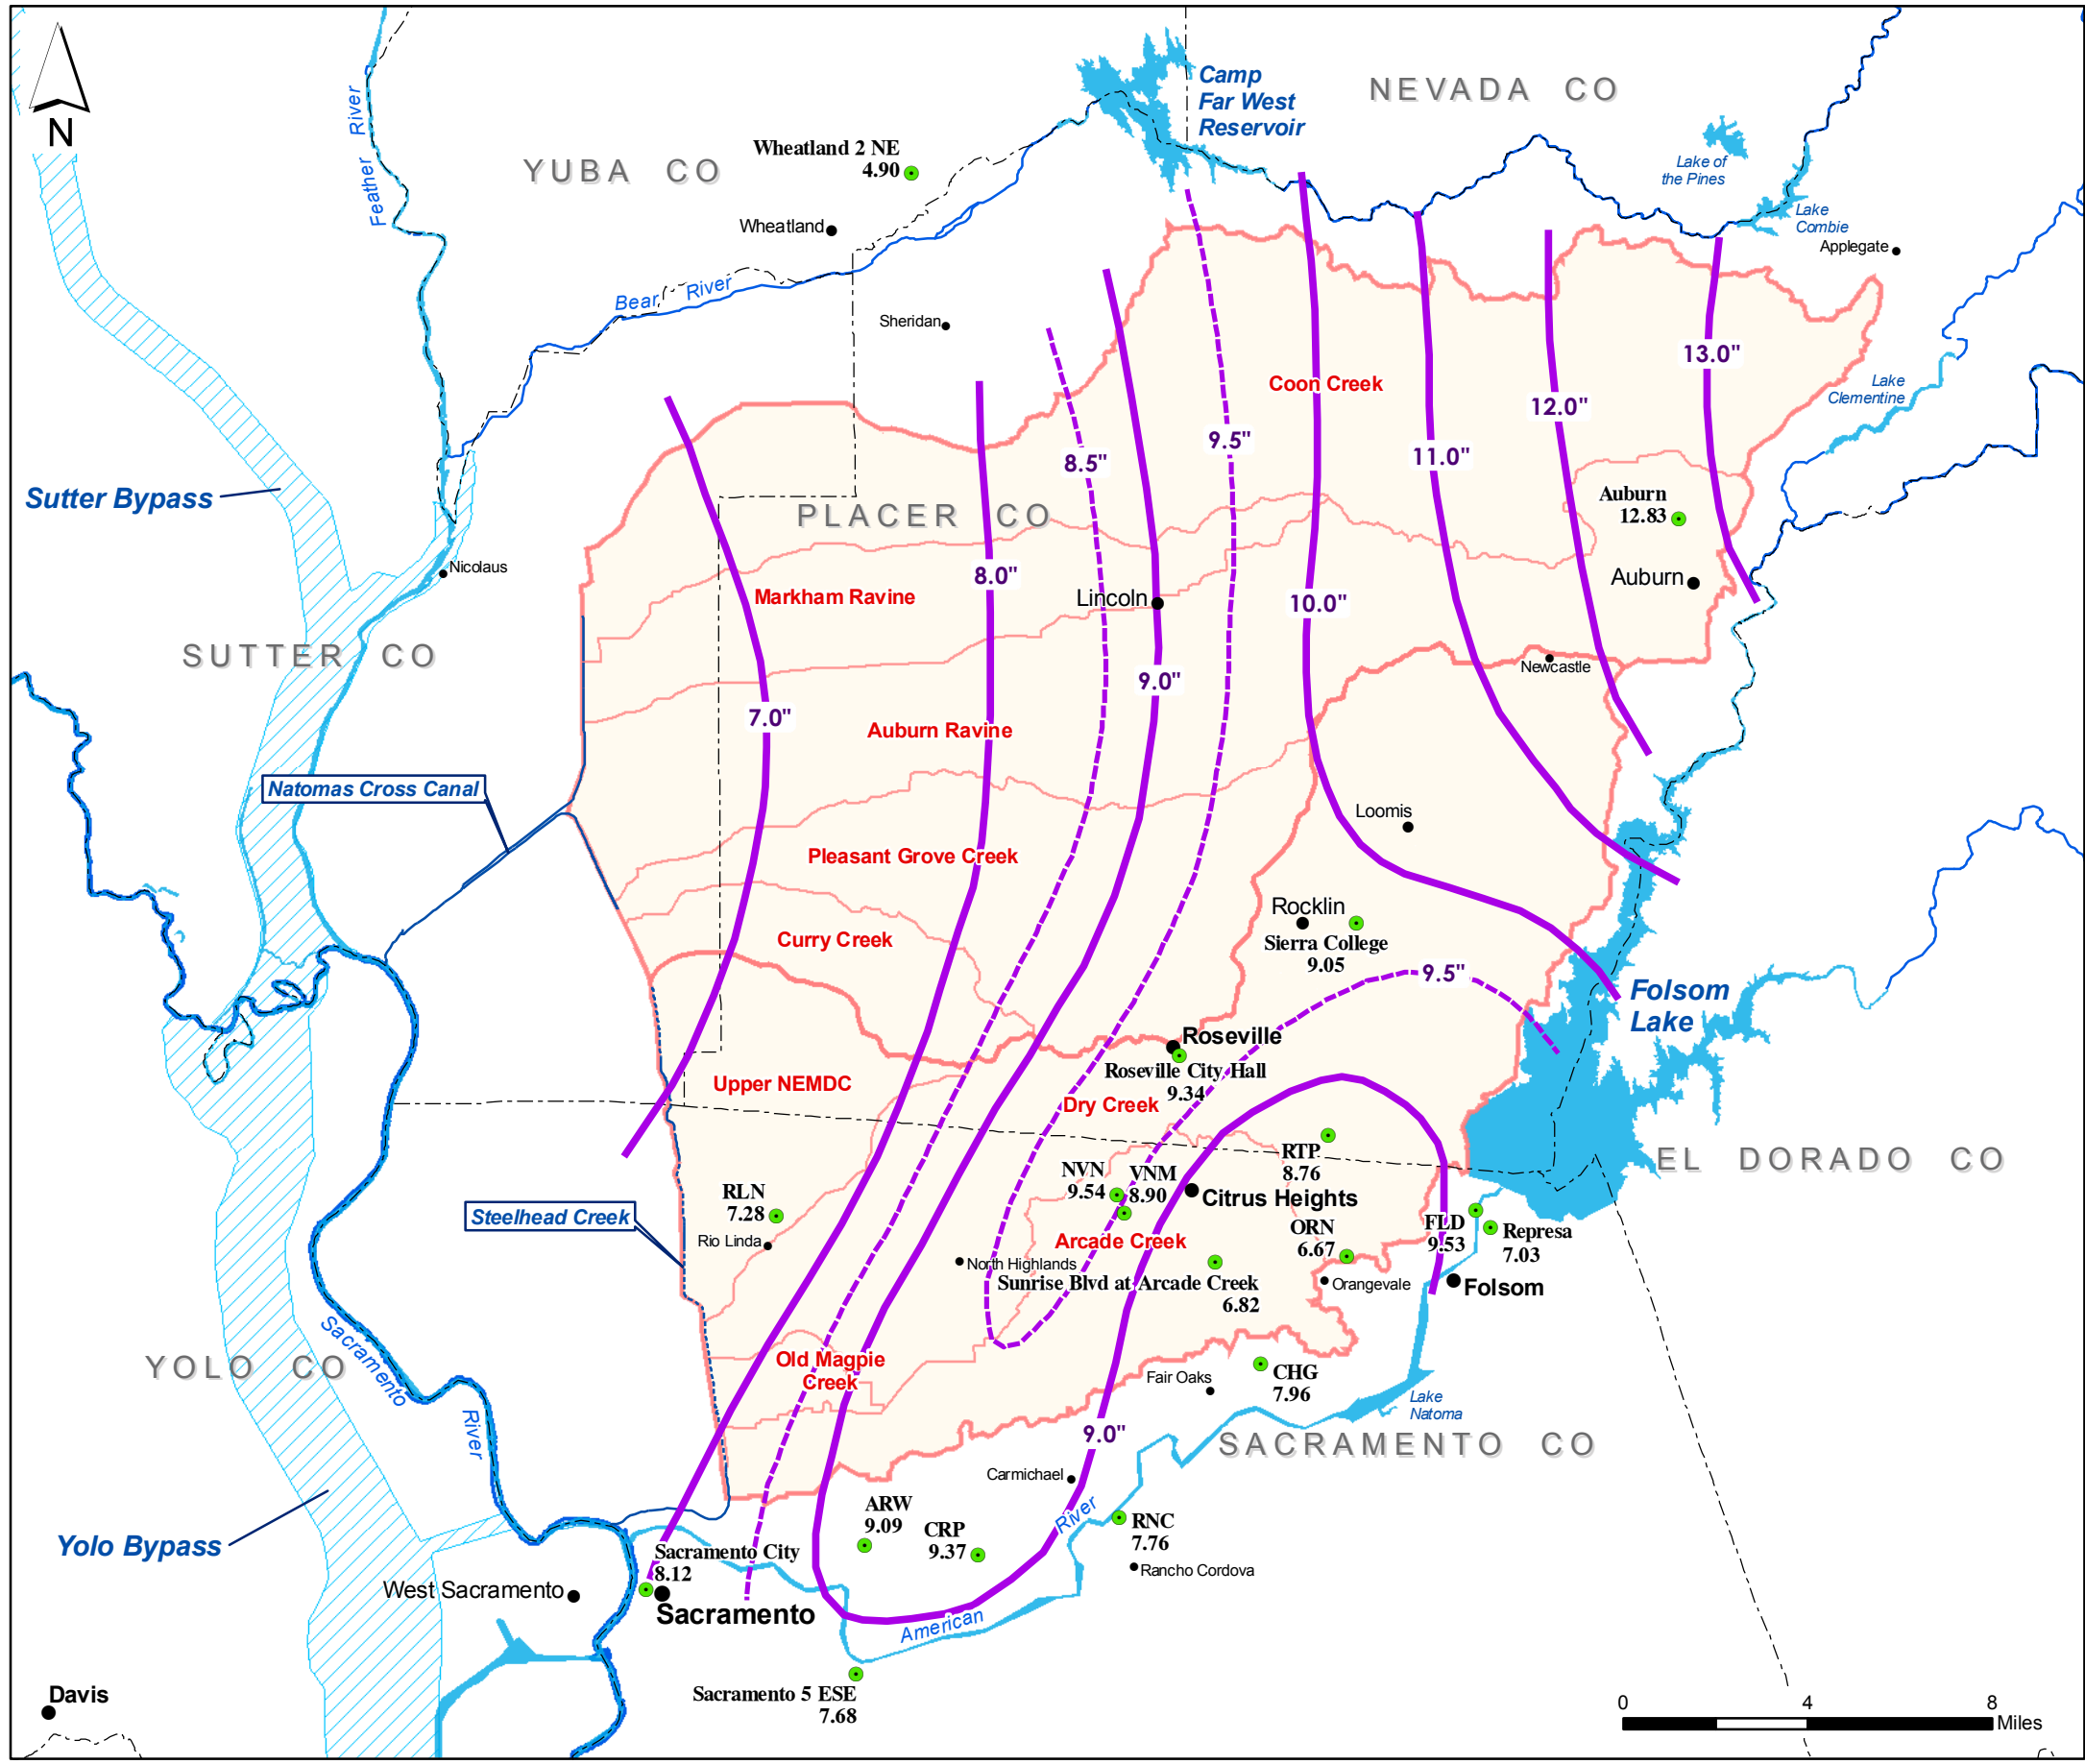 NEVADA CO
Camp
Far West
Reservoir
N
Feather River
YUBA CO
Wheatland 2 NE
4.90
Lake of
the Pines
Lake
Combie
Applegate
Wheatland
Bear River
Sheridan
13.0"
Coon Creek
Lake
Clementine
12.0"
9.5"
11.0"
8.5"
Sutter Bypass
Auburn
12.83
PLACER CO
Nicolaus
8.0"
Auburn
Markham Ravine
Lincoln
10.0"
SUTTER CO
Newcastle
9.0"
7.0"
Auburn Ravine
Natomas Cross Canal
Loomis
Pleasant Grove Creek
Rocklin
Curry Creek
Sierra College
9.05
9.5"
Folsom
Lake
Roseville
Roseville City Hall
9.34
Upper NEMDC
Dry Creek
RTP
8.76
EL DORADO CO
NVN
9.54
VNM
8.90
RLN
7.28
Citrus Heights
Steelhead Creek
Rio Linda
Arcade Creek
ORN
6.67
FLD
9.53
Represa
7.03
North Highlands
Sunrise Blvd at Arcade Creek
6.82
Orangevale
Folsom
Sacramento River
YOLO CO
Old Magpie
Creek
Fair Oaks
CHG
7.96
Lake
Natoma
9.0"
SACRAMENTO CO
Carmichael
ARW
9.09
CRP
9.37
RNC
7.76
Yolo Bypass
Sacramento City
8.12
Rancho Cordova
West Sacramento
Sacramento
American River
Sacramento 5 ESE
7.68
Davis
0 4 8
Miles